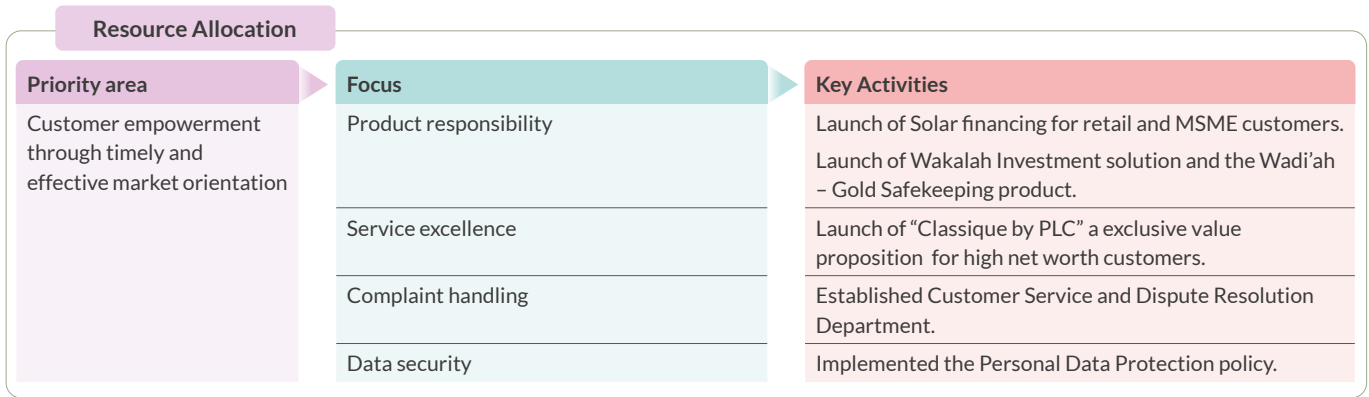 Resource Allocation
Priority area
Focus
Key Activities
Customer empowerment
through timely and
effective market orientation
Product responsibility
Launch of Solar financing for retail and MSME customers.
Launch of Wakalah Investment solution and the Wadi’ah
– Gold Safekeeping product.
Service excellence
Launch of “Classique by PLC” a exclusive value
proposition for high net worth customers.
Complaint handling
Established Customer Service and Dispute Resolution
Department.
Data security
Implemented the Personal Data Protection policy.